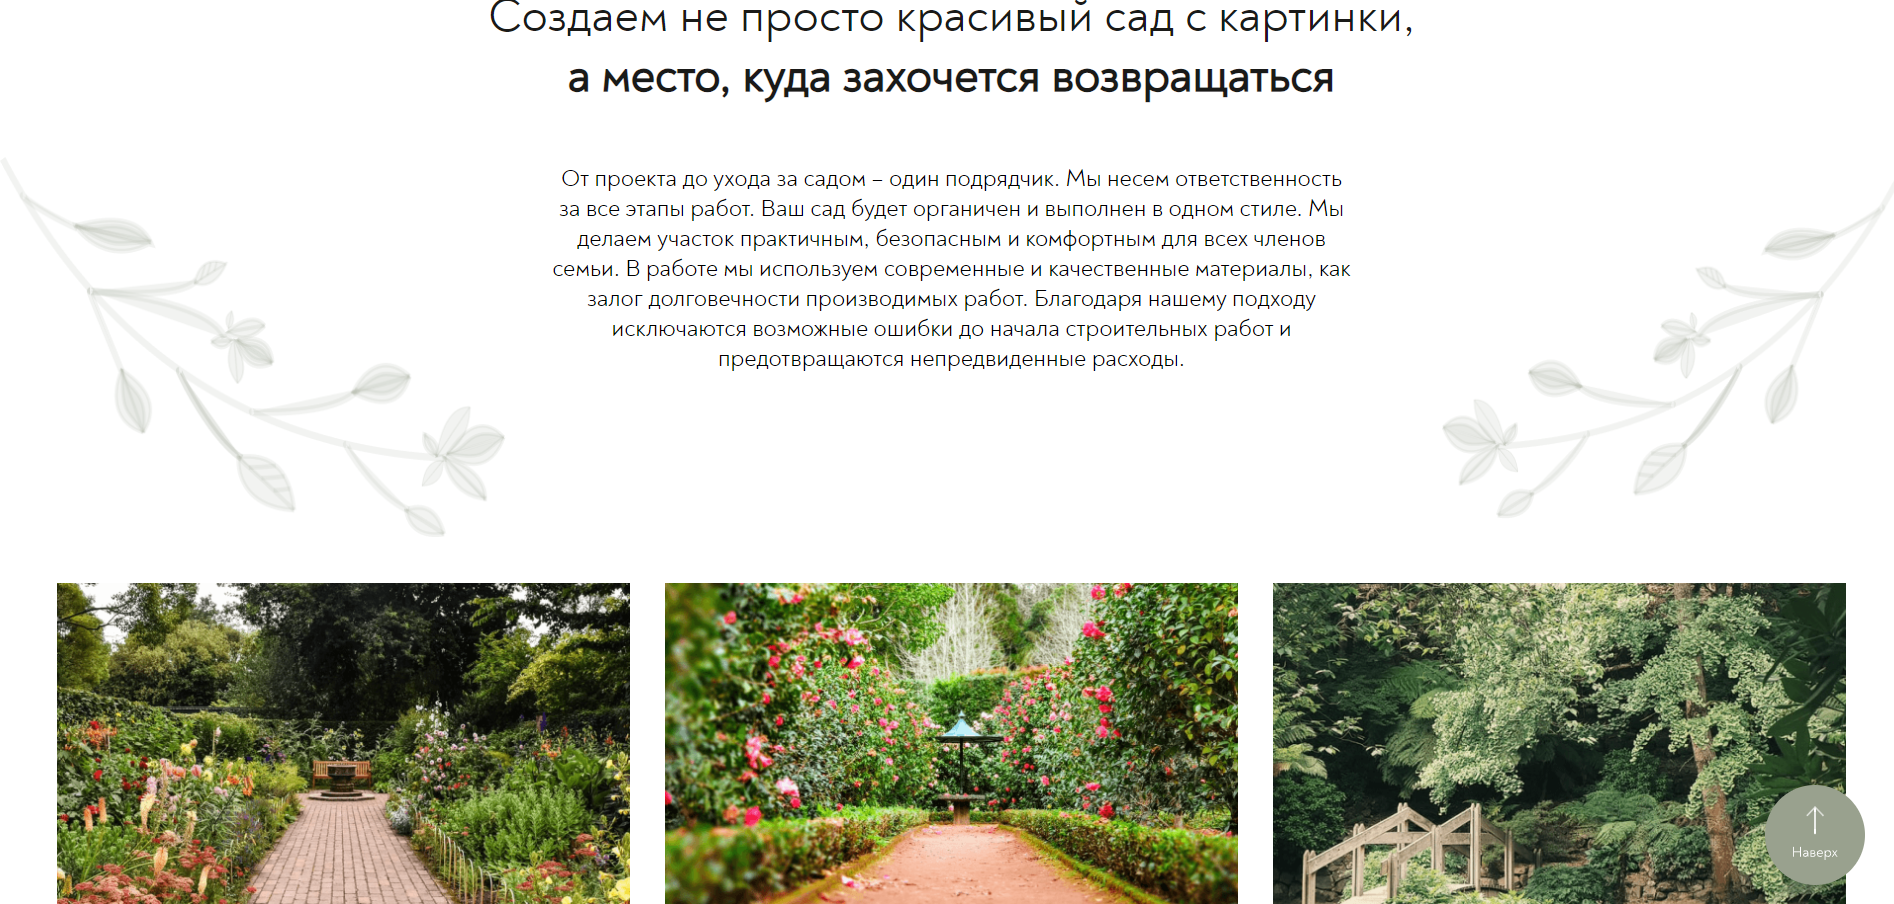 Создаем не просто красивый сад с картинки,
а место, куда захочется возвращаться
От проекта до ухода за садом – один подрядчик. Мы несем ответственность
за все этапы работ. Ваш сад будет органичен и выполнен в одном стиле. Мы
делаем участок практичным, безопасным и комфортным для всех членов
семьи. В работе мы используем современные и качественные материалы, как
залог долговечности производимых работ. Благодаря нашему подходу
исключаются возможные ошибки до начала строительных работ и
предотвращаются непредвиденные расходы.
Наверх